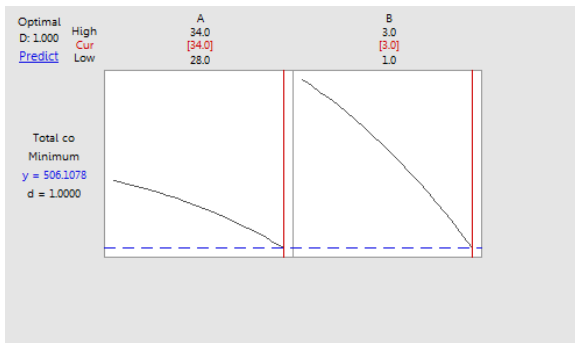 Optimal
D: 1.000
Predict
High
Cur
Low
A
34.0
[34.0]
28.0
B
3.0
[3.0]
1.0
Total co
Minimum
y = 506.1078
d = 1.0000